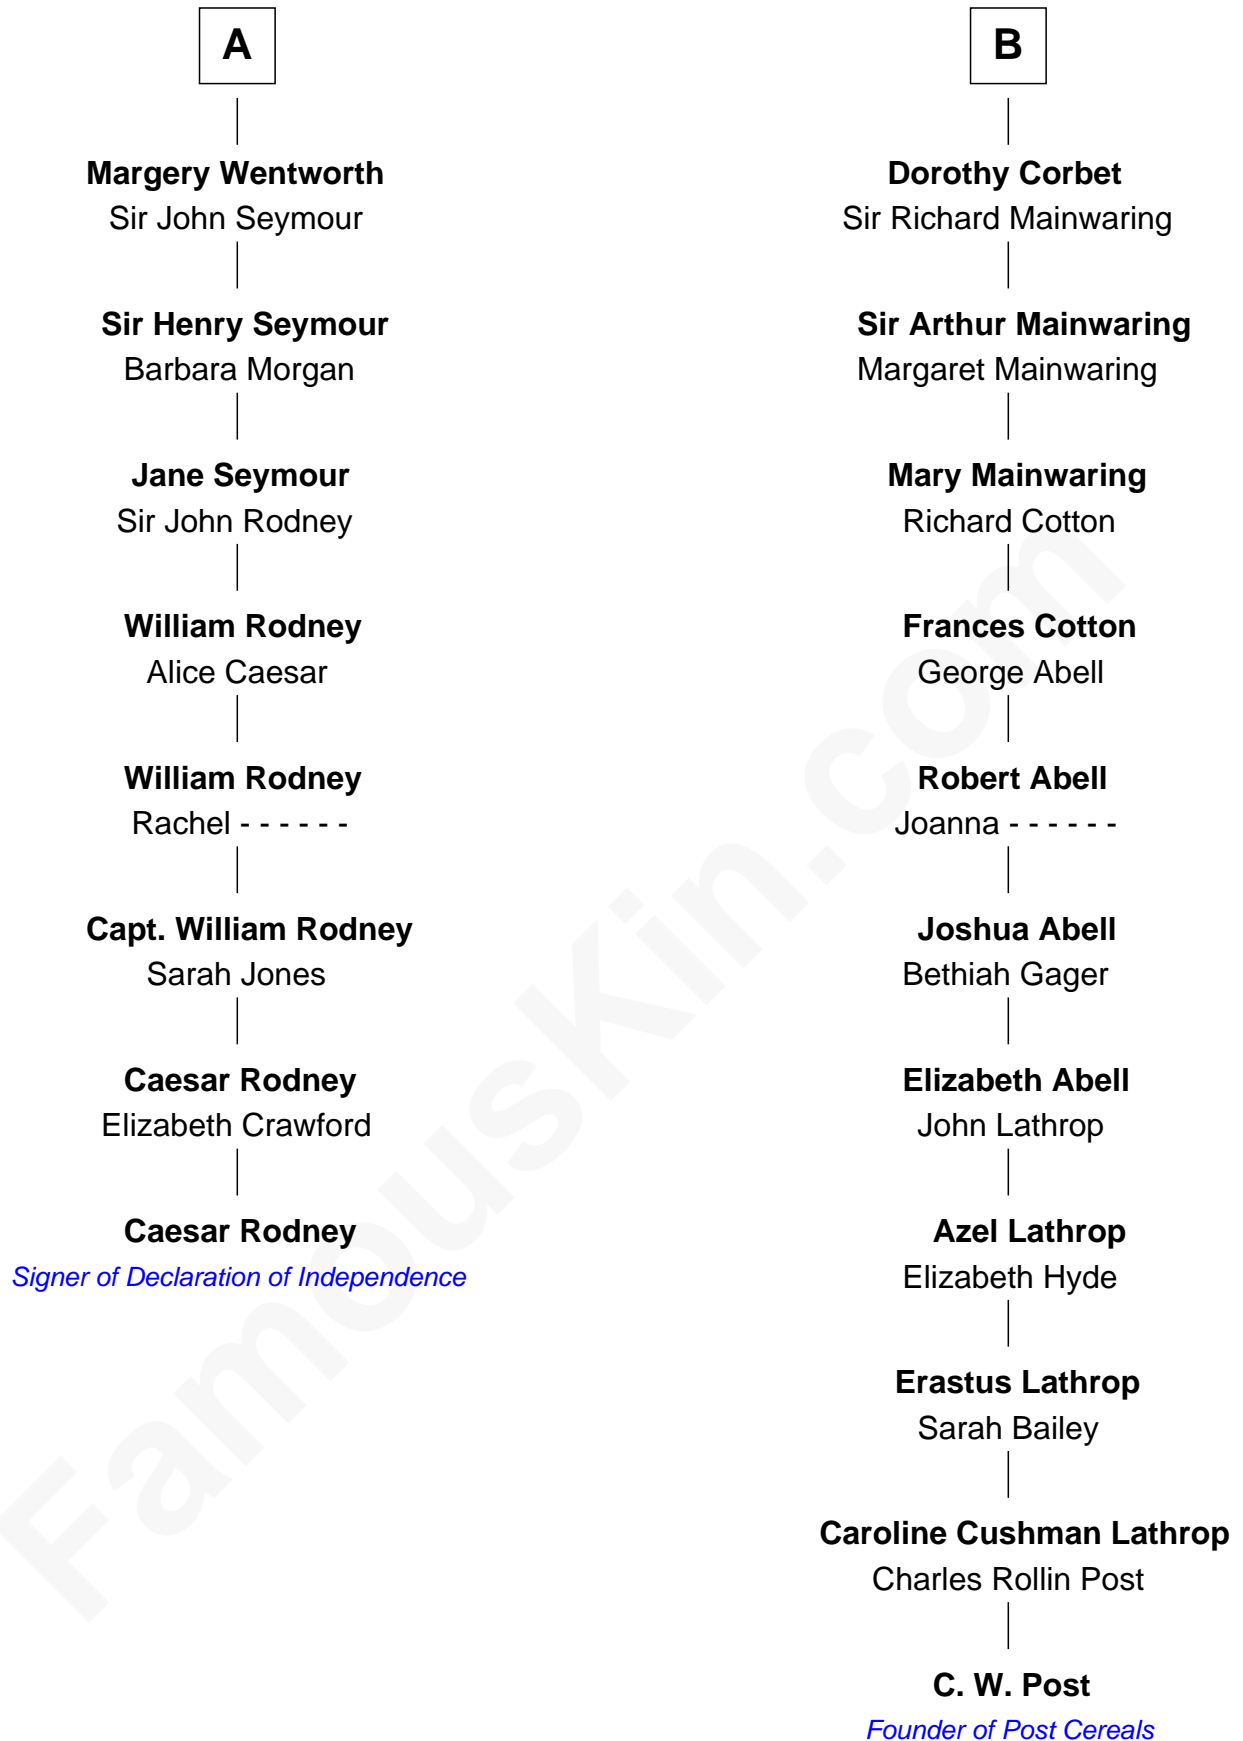 A
Margery Wentworth
Sir John Seymour
Sir Henry Seymour
Barbara Morgan
Jane Seymour
Sir John Rodney
William Rodney
Alice Caesar
William Rodney
Rachel - - - - - -
Capt. William Rodney
Sarah Jones
Caesar Rodney
Elizabeth Crawford
Caesar Rodney
Signer of Declaration of Independence
B
Dorothy Corbet
Sir Richard Mainwaring
Sir Arthur Mainwaring
Margaret Mainwaring
Mary Mainwaring
Richard Cotton
Frances Cotton
George Abell
Robert Abell
Joanna - - - - - -
Joshua Abell
Bethiah Gager
Elizabeth Abell
John Lathrop
Azel Lathrop
Elizabeth Hyde
Erastus Lathrop
Sarah Bailey
Caroline Cushman Lathrop
Charles Rollin Post
C. W. Post
Founder of Post Cereals
FamousKin.com